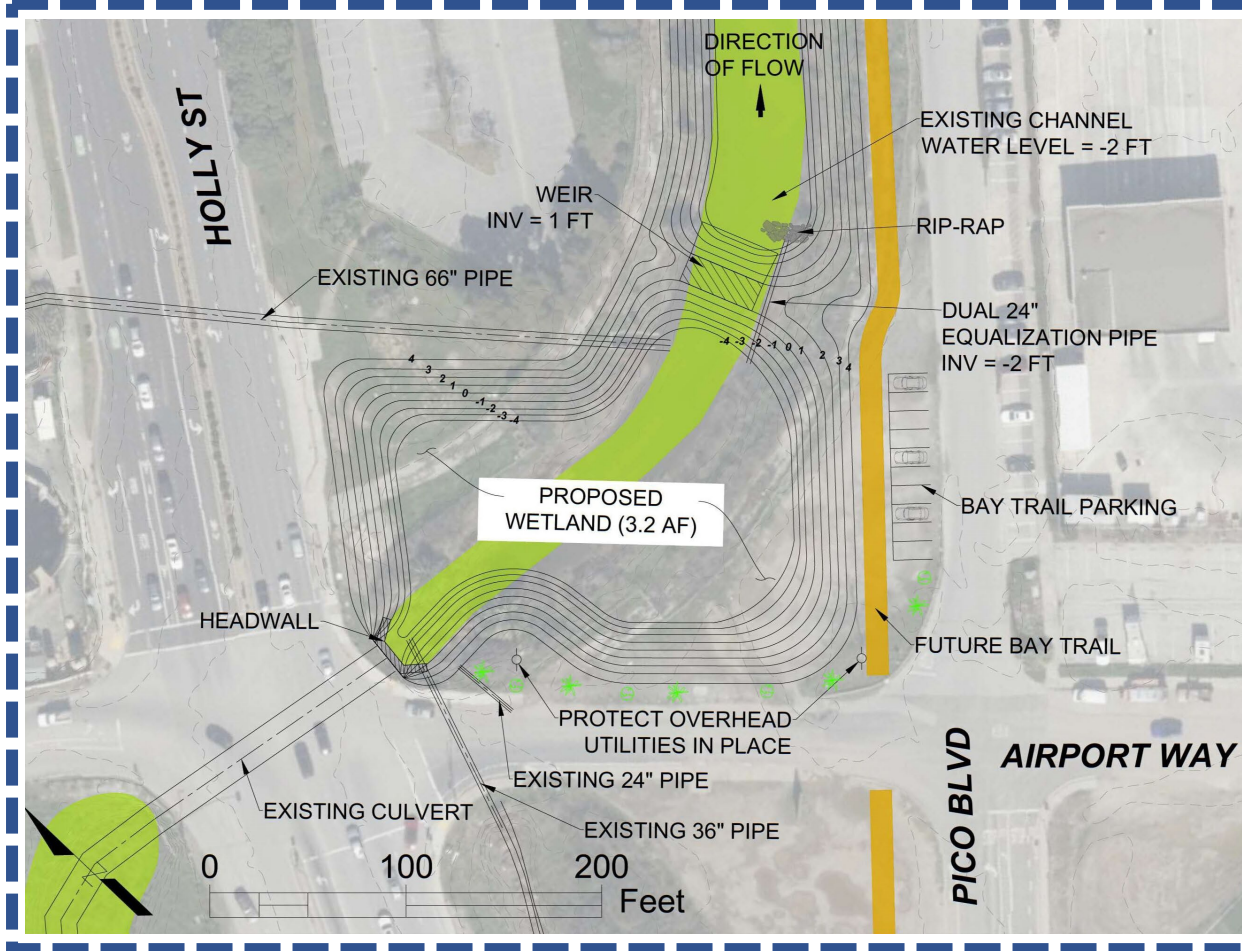 DIRECTION
OF FLOW
HOLLY ST
EXISTING CHANNEL
WATER LEVEL = -2 FT
WEIR
INV = 1 FT
RIP-RAP
EXISTING 66" PIPE
DUAL 24"
EQUALIZATION PIPE
INV = -2 FT
-4 -3 -2 -1 0 1 2 3 4
4 3 2 1 0 -1 -2 -3 -4
PROPOSED
WETLAND (3.2 AF)
BAY TRAIL PARKING
HEADWALL
FUTURE BAY TRAIL
PROTECT OVERHEAD
UTILITIES IN PLACE
PICO BLVD
AIRPORT WAY
EXISTING 24" PIPE
EXISTING CULVERT
EXISTING 36" PIPE
0 100 200
Feet